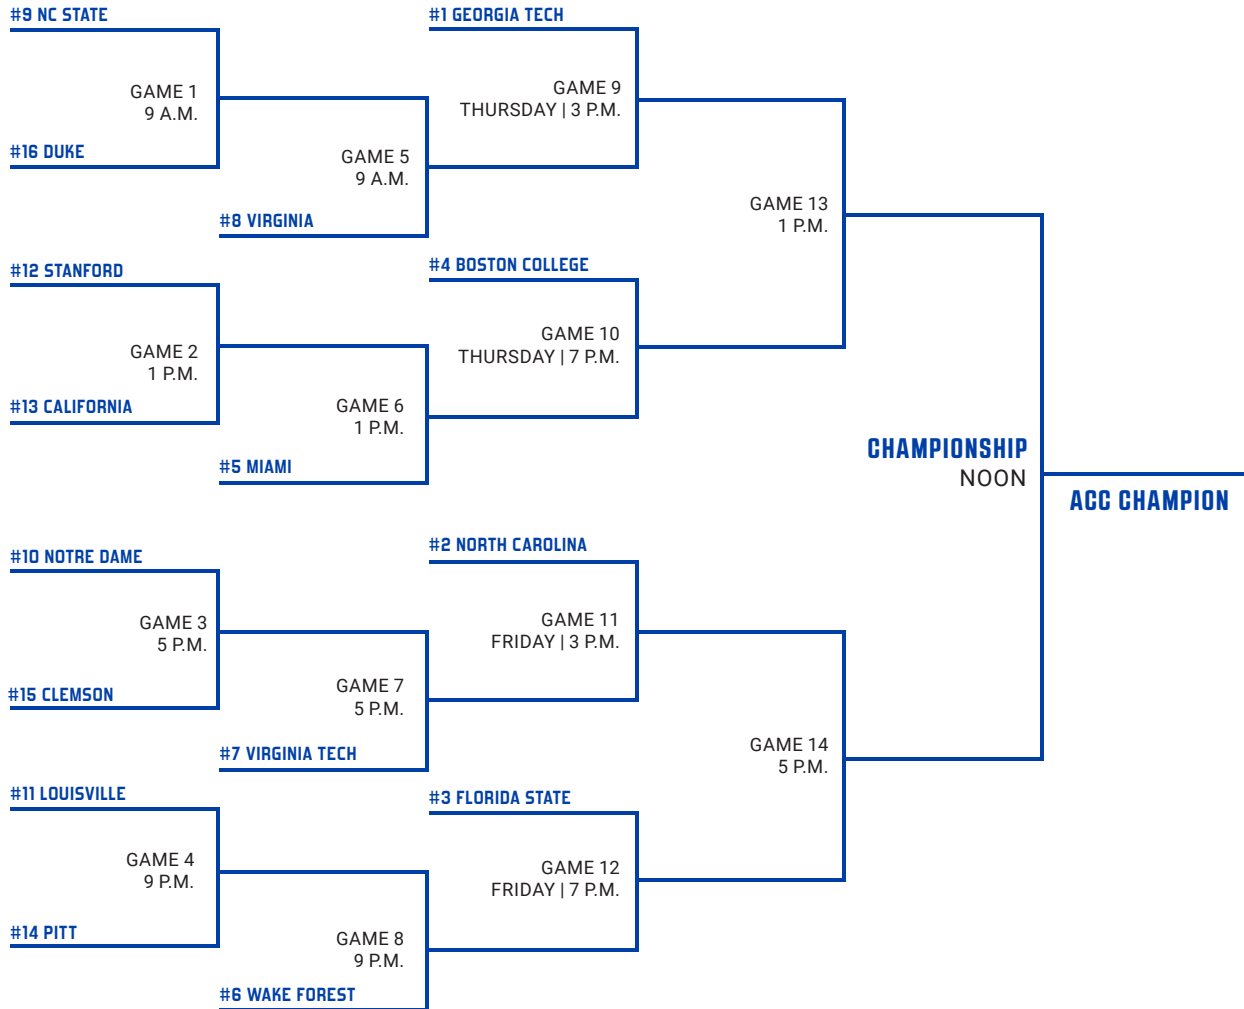 #9 NC STATE
GAME 1
9 A.M.
#16 DUKE
GAME 5
9 A.M.
#8 VIRGINIA
#12 STANFORD
GAME 2
1 P.M.
#13 CALIFORNIA
GAME 6
1 P.M.
#5 MIAMI
#10 NOTRE DAME
GAME 3
5 P.M.
#15 CLEMSON
GAME 7
5 P.M.
#7 VIRGINIA TECH
#11 LOUISVILLE
GAME 4
9 P.M.
#14 PITT
GAME 8
9 P.M.
#6 WAKE FOREST
#1 GEORGIA TECH
GAME 9
THURSDAY | 3 P.M.
#4 BOSTON COLLEGE
GAME 10
THURSDAY | 7 P.M.
#2 NORTH CAROLINA
GAME 11
FRIDAY | 3 P.M.
#3 FLORIDA STATE
GAME 12
FRIDAY | 7 P.M.
GAME 13
1 P.M.
GAME 14
5 P.M.
CHAMPIONSHIP
NOON
ACC CHAMPION